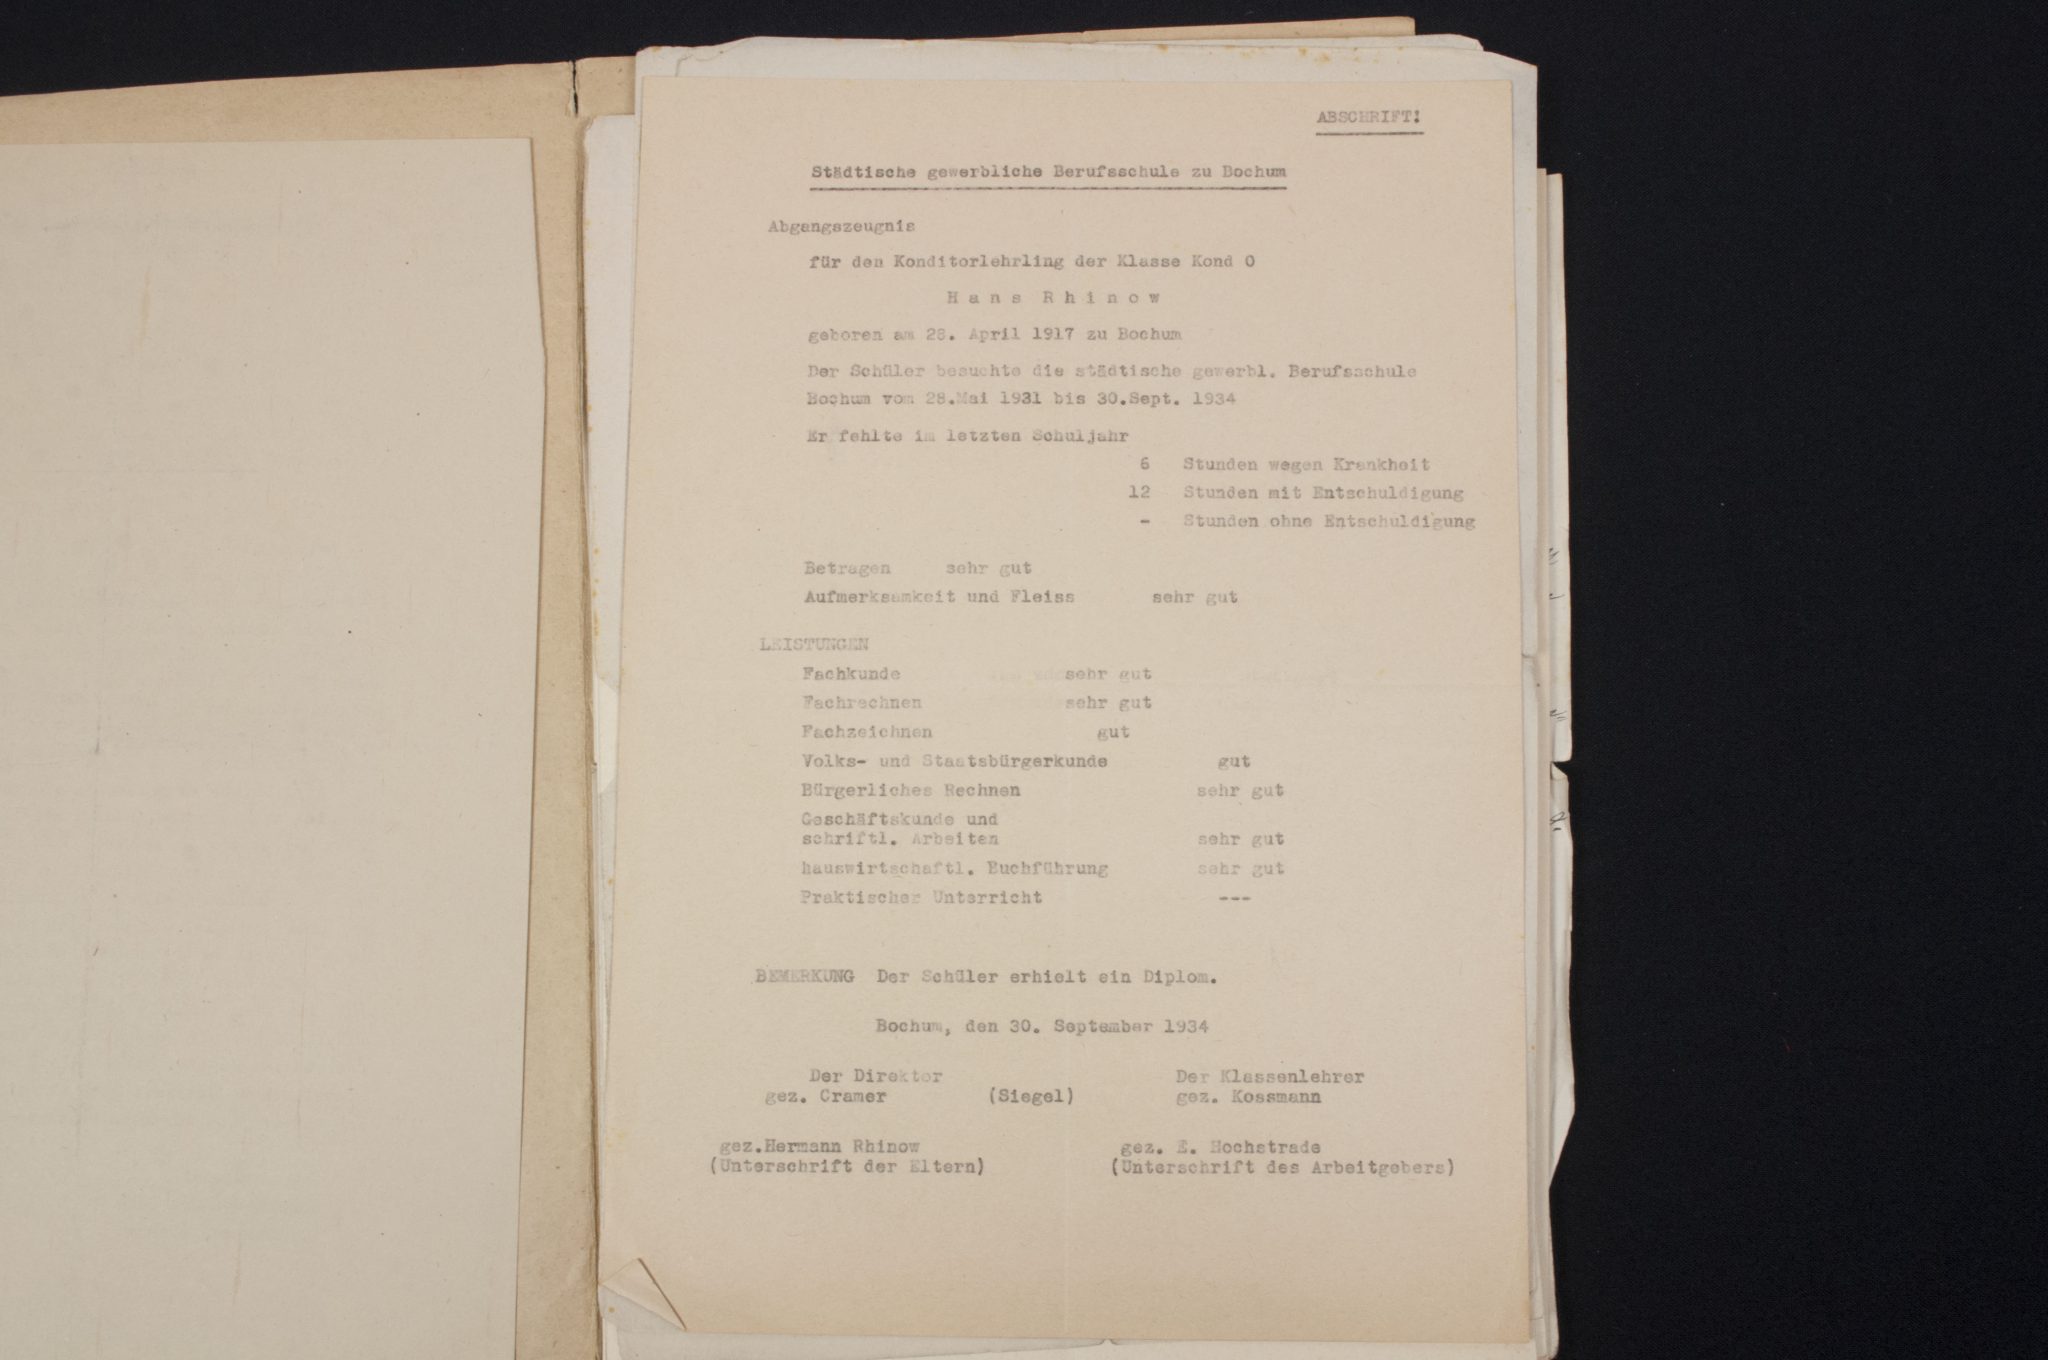 ABSCHRIFT!
Städtische gewerbliche Berufsschule zu Bochum
Abgangszeugnis
für den Konditorlehrling der Klasse Kond O
Hans Rhinow
geboren am 28. April 1917 zu Bochum
Der Schüler besuchte die städtische gewerbl. Berufsschule
Bochum vom 28.Mai 1931 bis 30.Sept. 1934
Er fehlte im letzten Schuljahr
6 Stunden wegen Krankheit
12 Stunden mit Entschuldigung
- Stunden ohne Entschuldigung
Betragen sehr gut
Aufmerksamkeit und Fleiss sehr gut
LEISTUNGEN
Fachkunde sehr gut
Fachrechnen sehr gut
Fachzeichnen gut
Volks- und Staatsbürgerkunde gut
Bürgerliches Rechnen sehr gut
Geschäftskunde und
schriftl. Arbeiten sehr gut
hauswirtschaftl. Buchführung sehr gut
Praktischer Unterricht ---
BEMERKUNG Der Schüler erhielt ein Diplom.
Bochum, den 30. September 1934
Der Direktor Der Klassenlehrer
gez. Cramer (Siegel) gez. Kossmann
gez.Hermann Rhinow gez. E. Hochstrade
(Unterschrift der Eltern) (Unterschrift des Arbeitgebers)